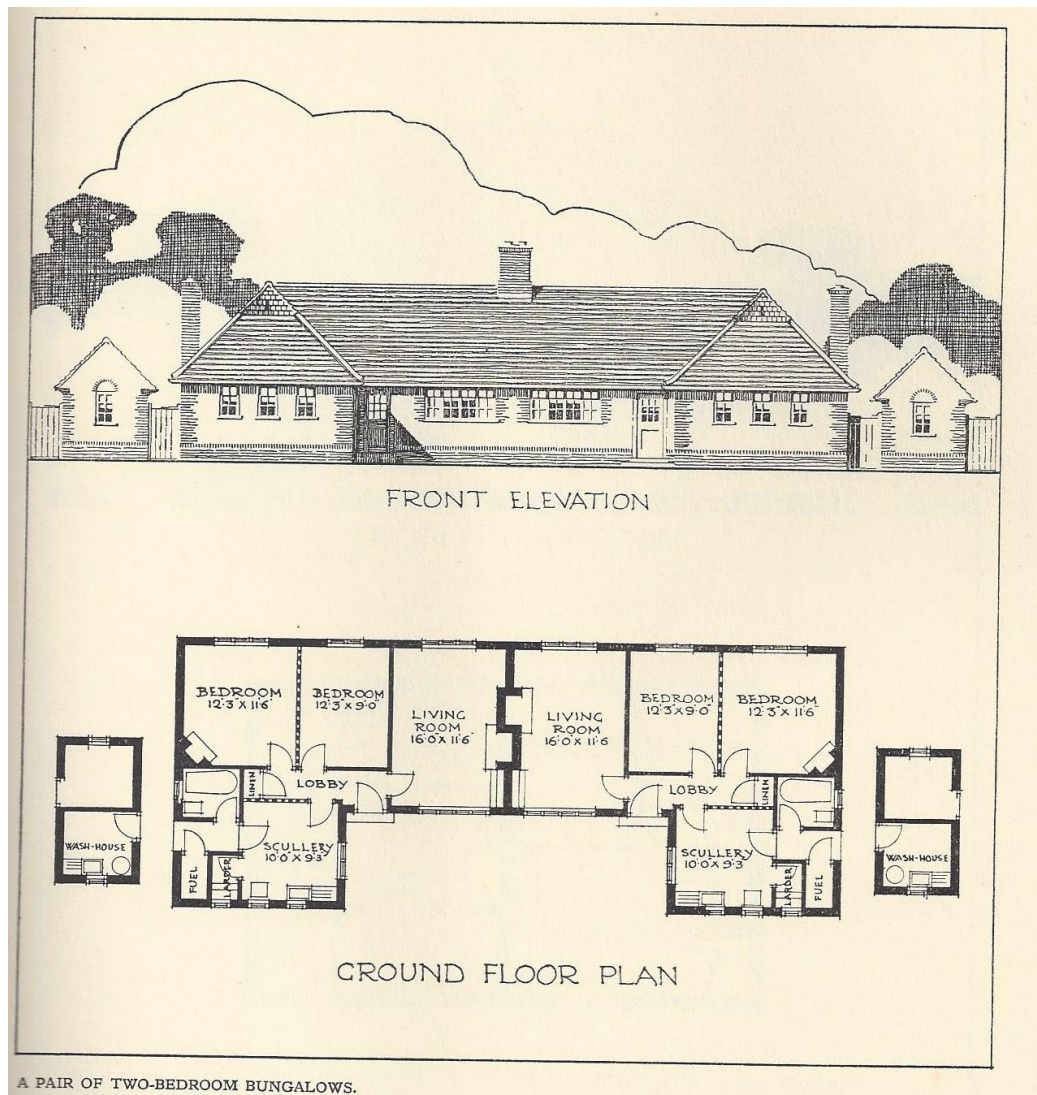 FRONT ELEVATION
BEDROOM
12'·3" X 11'·6"
BEDROOM
12'·3" X 9'·0"
LIVING
ROOM
16'·0" X 11'·6"
LIVING
ROOM
16'·0" X 11'·6"
BEDROOM
12'·3" X 9'·0"
BEDROOM
12'·3" X 11'·6"
LINEN
LOBBY
LOBBY
LINEN
WASH-HOUSE
SCULLERY
10'·0" X 9'·3"
FUEL
LARDER
SCULLERY
10'·0" X 9'·3"
LARDER
FUEL
WASH-HOUSE
GROUND FLOOR PLAN
A PAIR OF TWO-BEDROOM BUNGALOWS.